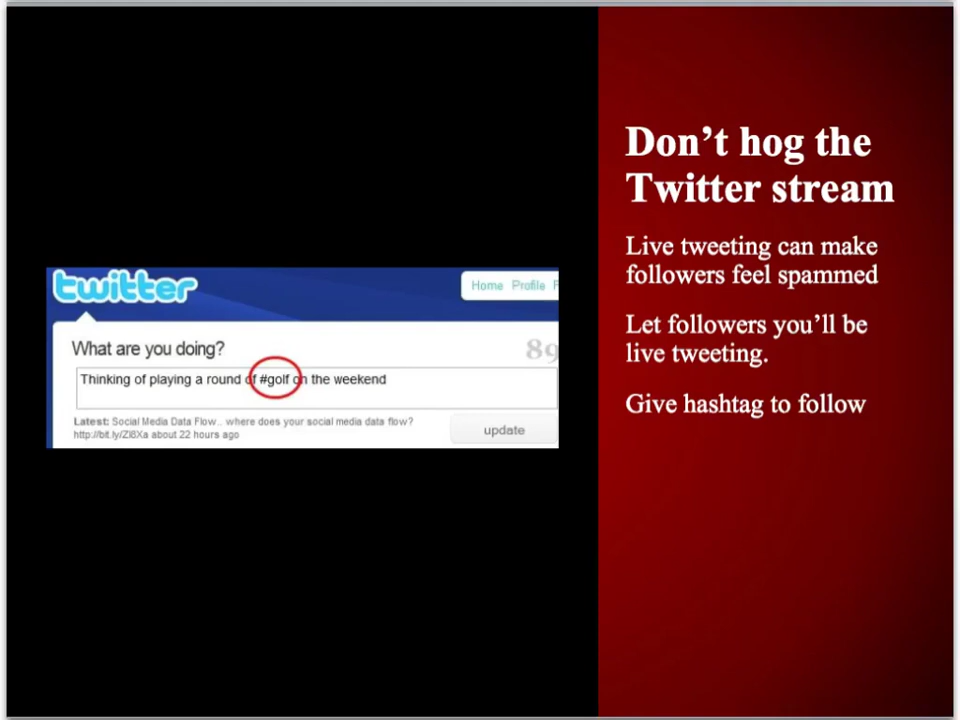 twitter
Home Profile
What are you doing?
89
Thinking of playing a round of #golf on the weekend
Latest: Social Media Data Flow... where does your social media data flow?
http://bit.ly/Zl8Xa about 22 hours ago
update
Don’t hog the
Twitter stream
Live tweeting can make
followers feel spammed
Let followers you’ll be
live tweeting.
Give hashtag to follow